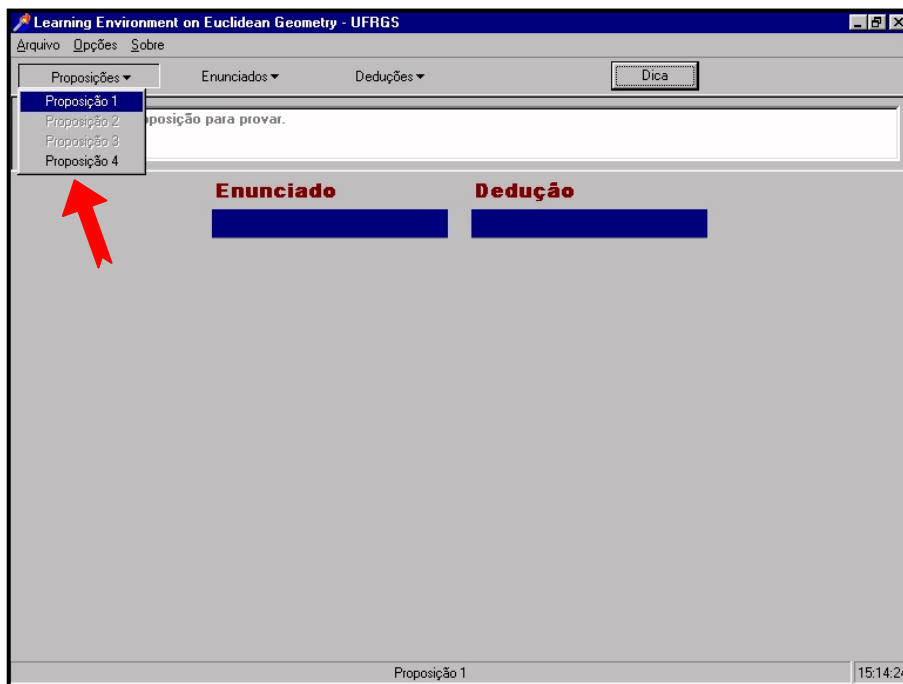 Learning Environment on Euclidean Geometry - UFRGS
Arquivo Opções Sobre
Proposições Enunciados Deduções Dica
Proposição 1
Proposição 2
Proposição 3
Proposição 4
posição para provar.
Enunciado Dedução
Proposição 1 15:14:24